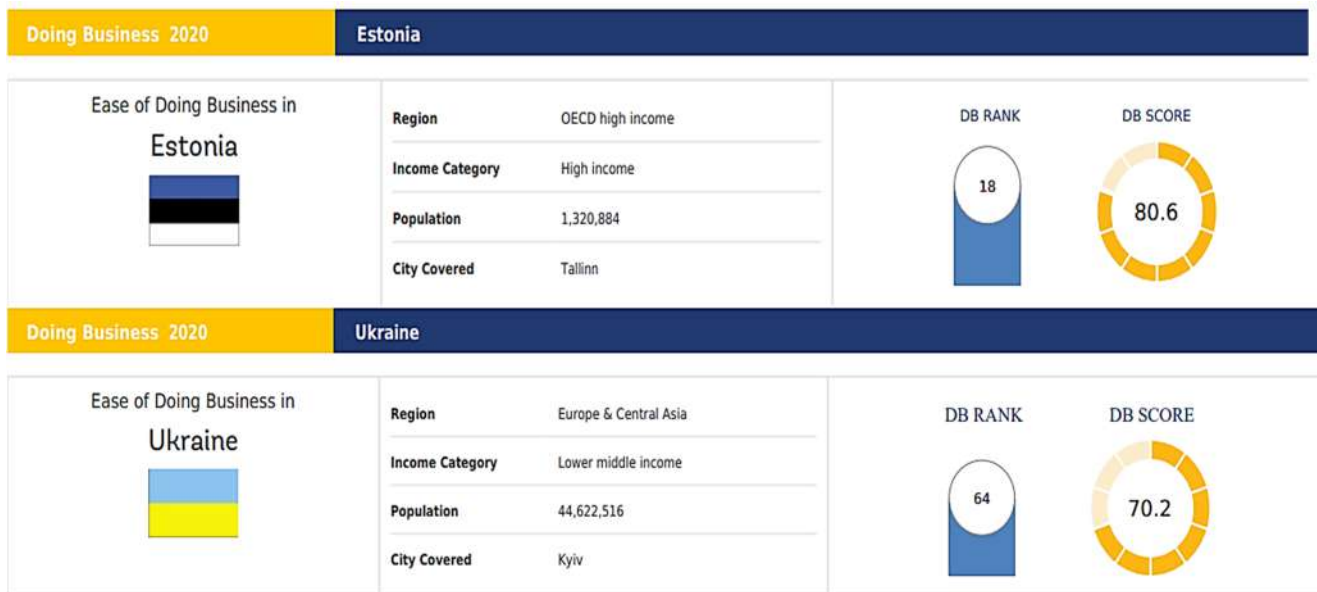 Doing Business 2020 Estonia
Ease of Doing Business in
Estonia
Region OECD high income
Income Category High income
Population 1,320,884
City Covered Tallinn
DB RANK DB SCORE
18 80.6
Doing Business 2020 Ukraine
Ease of Doing Business in
Ukraine
Region Europe & Central Asia
Income Category Lower middle income
Population 44,622,516
City Covered Kyiv
DB RANK DB SCORE
64 70.2